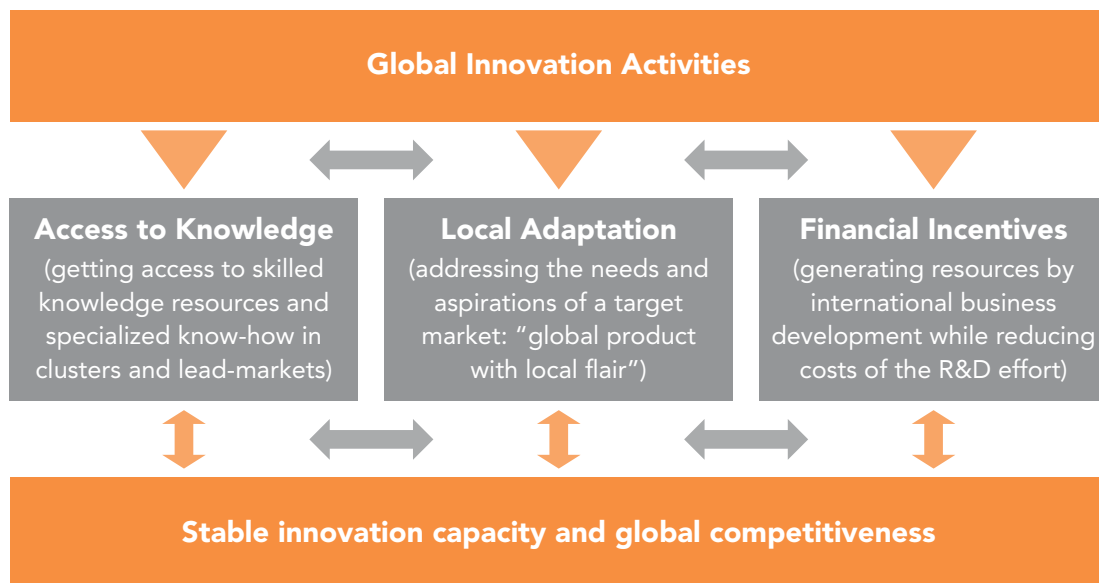 Global Innovation Activities
Access to Knowledge
(getting access to skilled
knowledge resources and
specialized know-how in
clusters and lead-markets)
Local Adaptation
(addressing the needs and
aspirations of a target
market: “global product
with local flair”)
Financial Incentives
(generating resources by
international business
development while reducing
costs of the R&D effort)
Stable innovation capacity and global competitiveness